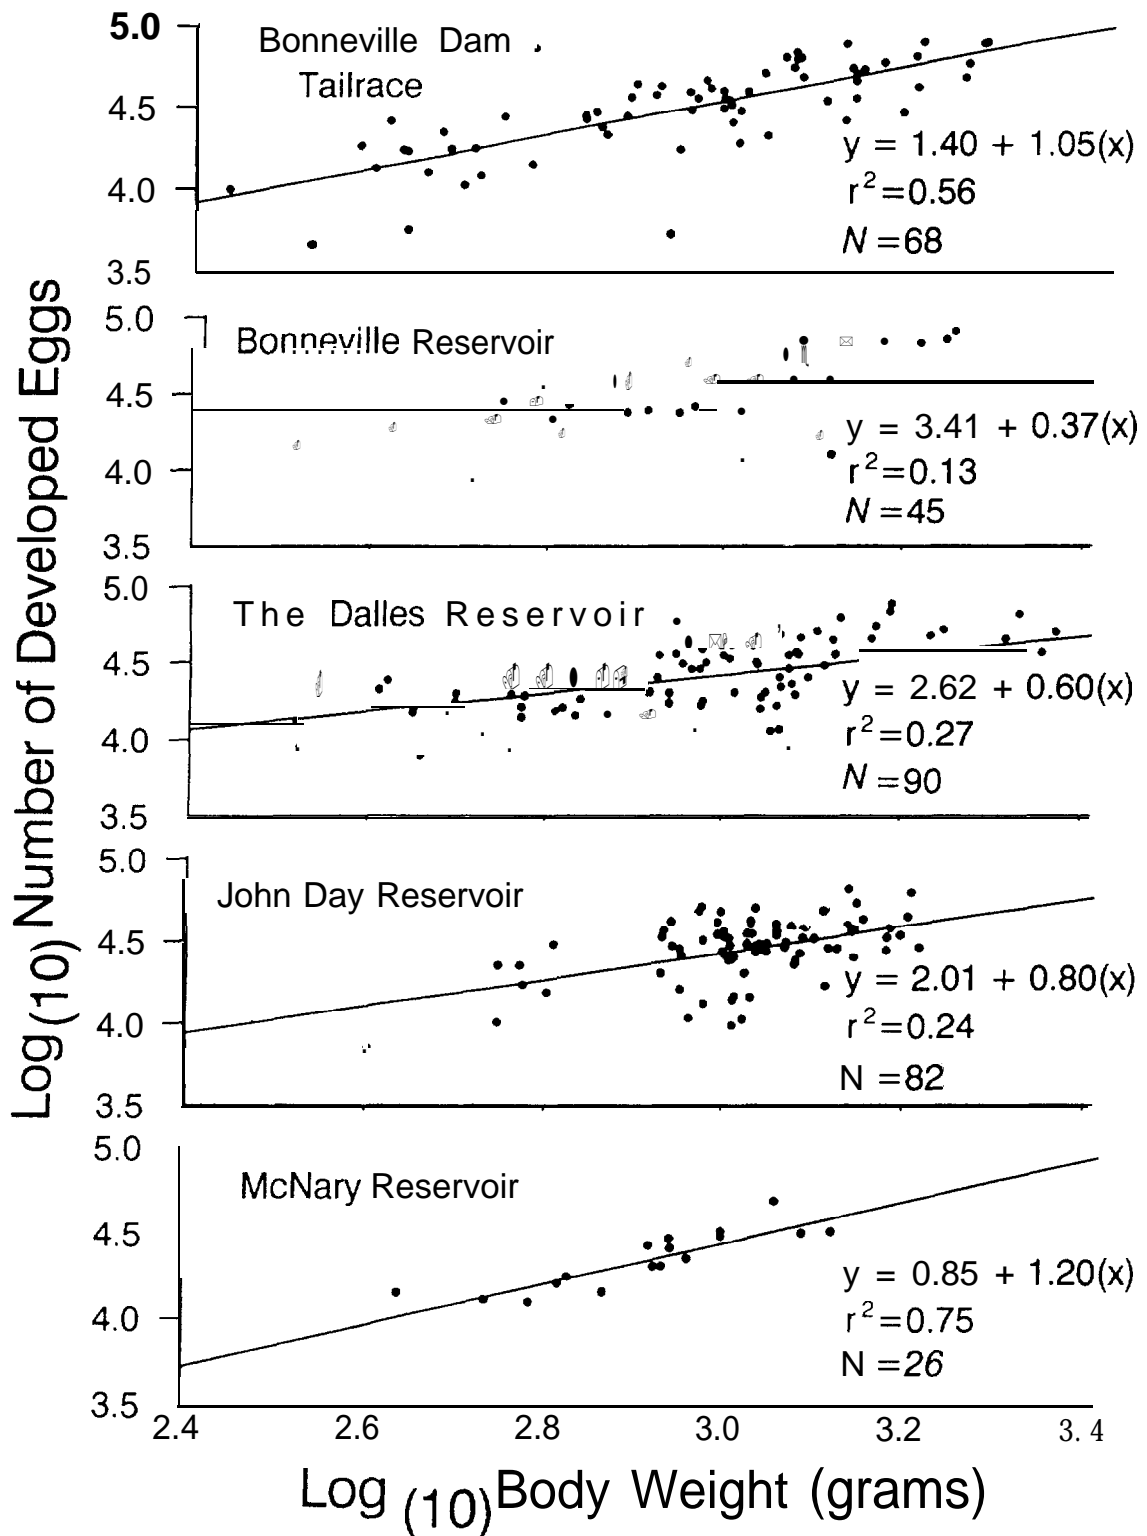 Log (10) Number of Developed Eggs
5.0
4.5
4.0
3.5
Bonneville Dam
Tailrace
y = 1.40 + 1.05(x)
r2=0.56
N =68
5.0
4.5
4.0
3.5
Bonneville Reservoir
y = 3.41 + 0.37(x)
r2=0.13
N =45
5.0
4.5
4.0
3.5
The Dalles Reservoir
y = 2.62 + 0.60(x)
r2=0.27
N =90
5.0
4.5
4.0
3.5
John Day Reservoir
y = 2.01 + 0.80(x)
r2=0.24
N =82
5.0
4.5
4.0
3.5
McNary Reservoir
y = 0.85 + 1.20(x)
r2=0.75
N =26
2.4 2.6 2.8 3.0 3.2 3.4
Log (10) Body Weight (grams)